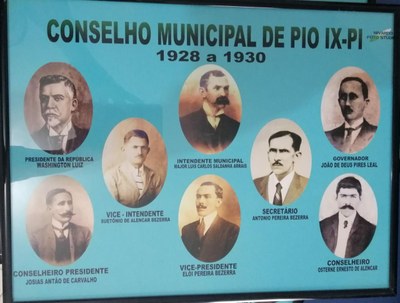 CONSELHO MUNICIPAL DE PIO IX-PI
1928 a 1930
PRESIDENTE DA REPÚBLICA
WASHINGTON LUIZ
INTENDENTE MUNICIPAL
MAJOR LUIS CARLOS SALDANHA ARRAIS
GOVERNADOR
JOÃO DE DEUS PIRES LEAL
VICE - INTENDENTE
DE ALENCAR BEZERRA
SECRETÁRIO
ANTONIO PEREIRA BEZERRA
CONSELHEIRO PRESIDENTE
JOSIAS ANTÃO DE CARVALHO
VICE-PRESIDENTE
ELOI PEREIRA BEZERRA
CONSELHEIRO
OSTERNE ERNESTO DE ALENCAR